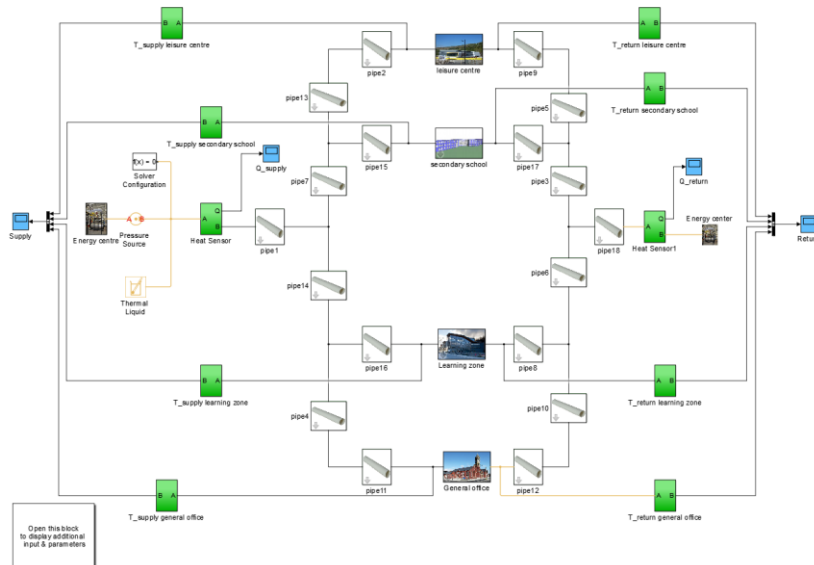 B A
T_supply leisure centre
pipe2
leisure centre
pipe9
A B
T_return leisure centre
pipe13
pipe5
B A
T_supply secondary school
A B
T_return secondary school
f(x) = 0
Solver
Configuration
Q_supply
pipe15
secondary school
pipe17
pipe7
pipe3
Q_return
Supply
Energy centre
A B
Pressure
Source
A Q B
Heat Sensor
pipe1
pipe18
A Q B
Heat Sensor1
Energy center
Return
Thermal
Liquid
pipe14
pipe6
pipe16
Learning zone
pipe8
B A
T_supply learning zone
A B
T_return learning zone
pipe4
pipe10
pipe11
General office
pipe12
B A
T_supply general office
A B
T_return general office
Open this block
to display additional
input & parameters